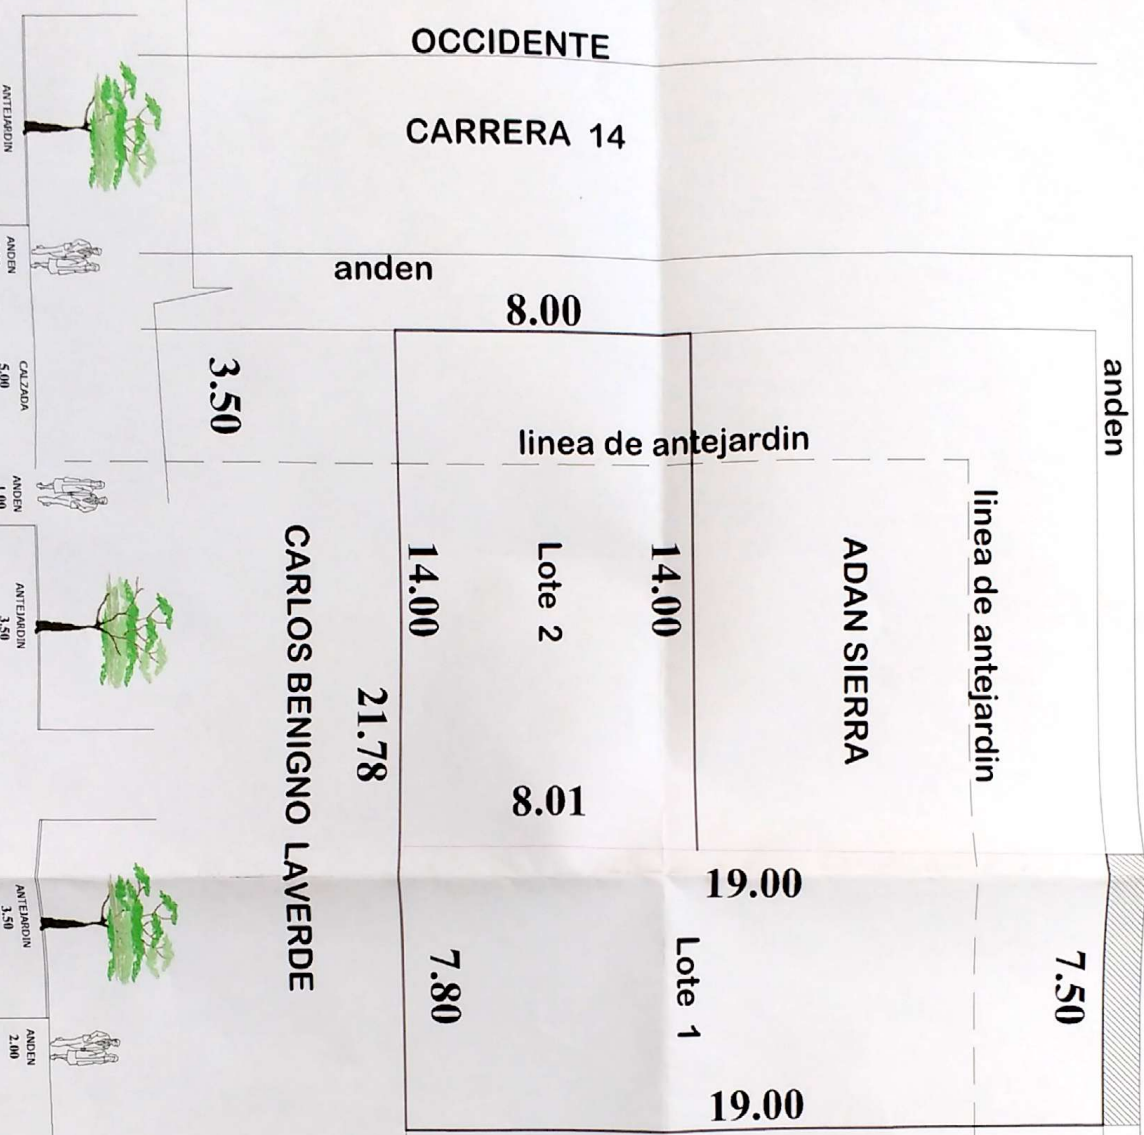 OCCIDENTE
CARRERA 14
anden
8.00
3.50
anden
linea de antejardin
linea de antejardin
14.00
Lote 2
14.00
ADAN SIERRA
CARLOS BENIGNO LAVERDE
21.78
8.01
19.00
7.80
Lote 1
7.50
19.00
ANTEJARDIN
ANDEN
CALZADA
5.00
ANDEN
1.00
ANTEJARDIN
3.50
ANTEJARDIN
3.50
ANDEN
2.00